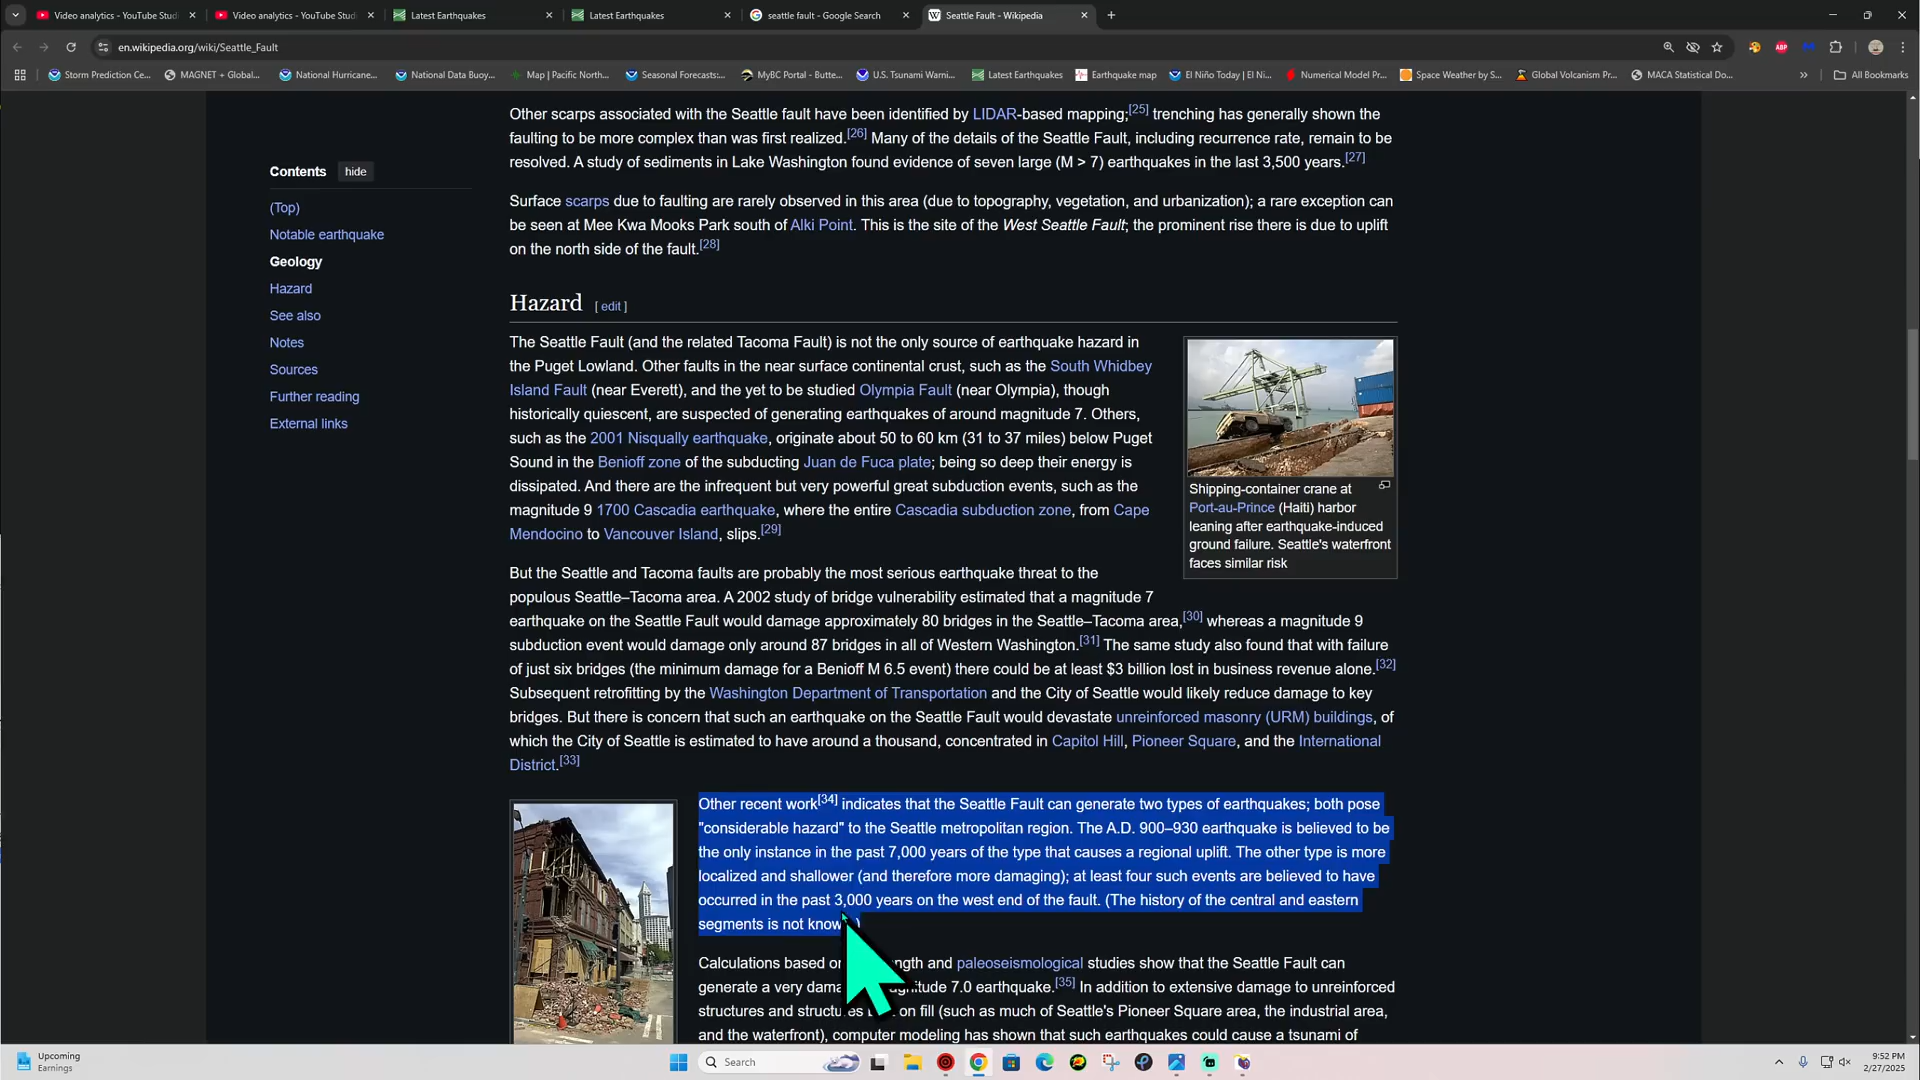 Video analytics - YouTube Studi
Video analytics - YouTube Studi
Latest Earthquakes
Latest Earthquakes
seattle fault - Google Search
Seattle Fault - Wikipedia
en.wikipedia.org/wiki/Seattle_Fault
Storm Prediction Ce...
MAGNET + Global...
National Hurricane...
National Data Buoy...
Map | Pacific North...
Seasonal Forecasts:...
MyBC Portal - Butte...
U.S. Tsunami Warni...
Latest Earthquakes
Earthquake map
El Niño Today | El Ni...
Numerical Model Pr...
Space Weather by S...
Global Volcanism Pr...
MACA Statistical Do...
All Bookmarks
Contents hide
(Top)
Notable earthquake
Geology
Hazard
See also
Notes
Sources
Further reading
External links
Other scarps associated with the Seattle fault have been identified by LIDAR-based mapping;[25] trenching has generally shown the
faulting to be more complex than was first realized.[26] Many of the details of the Seattle Fault, including recurrence rate, remain to be
resolved. A study of sediments in Lake Washington found evidence of seven large (M > 7) earthquakes in the last 3,500 years.[27]
Surface scarps due to faulting are rarely observed in this area (due to topography, vegetation, and urbanization); a rare exception can
be seen at Mee Kwa Mooks Park south of Alki Point. This is the site of the West Seattle Fault; the prominent rise there is due to uplift
on the north side of the fault.[28]
Hazard [ edit ]
The Seattle Fault (and the related Tacoma Fault) is not the only source of earthquake hazard in
the Puget Lowland. Other faults in the near surface continental crust, such as the South Whidbey
Island Fault (near Everett), and the yet to be studied Olympia Fault (near Olympia), though
historically quiescent, are suspected of generating earthquakes of around magnitude 7. Others,
such as the 2001 Nisqually earthquake, originate about 50 to 60 km (31 to 37 miles) below Puget
Sound in the Benioff zone of the subducting Juan de Fuca plate; being so deep their energy is
dissipated. And there are the infrequent but very powerful great subduction events, such as the
magnitude 9 1700 Cascadia earthquake, where the entire Cascadia subduction zone, from Cape
Mendocino to Vancouver Island, slips.[29]
Shipping-container crane at
Port-au-Prince (Haiti) harbor
leaning after earthquake-induced
ground failure. Seattle's waterfront
faces similar risk
But the Seattle and Tacoma faults are probably the most serious earthquake threat to the
populous Seattle–Tacoma area. A 2002 study of bridge vulnerability estimated that a magnitude 7
earthquake on the Seattle Fault would damage approximately 80 bridges in the Seattle–Tacoma area,[30] whereas a magnitude 9
subduction event would damage only around 87 bridges in all of Western Washington.[31] The same study also found that with failure
of just six bridges (the minimum damage for a Benioff M 6.5 event) there could be at least $3 billion lost in business revenue alone.[32]
Subsequent retrofitting by the Washington Department of Transportation and the City of Seattle would likely reduce damage to key
bridges. But there is concern that such an earthquake on the Seattle Fault would devastate unreinforced masonry (URM) buildings, of
which the City of Seattle is estimated to have around a thousand, concentrated in Capitol Hill, Pioneer Square, and the International
District.[33]
Other recent work[34] indicates that the Seattle Fault can generate two types of earthquakes; both pose
"considerable hazard" to the Seattle metropolitan region. The A.D. 900–930 earthquake is believed to be
the only instance in the past 7,000 years of the type that causes a regional uplift. The other type is more
localized and shallower (and therefore more damaging); at least four such events are believed to have
occurred in the past 3,000 years on the west end of the fault. (The history of the central and eastern
segments is not know )
Calculations based on ngth and paleoseismological studies show that the Seattle Fault can
generate a very dama gnitude 7.0 earthquake.[35] In addition to extensive damage to unreinforced
structures and structures on fill (such as much of Seattle's Pioneer Square area, the industrial area,
and the waterfront), computer modeling has shown that such earthquakes could cause a tsunami of
Upcoming
Earnings
Search
9:52 PM
2/27/2025